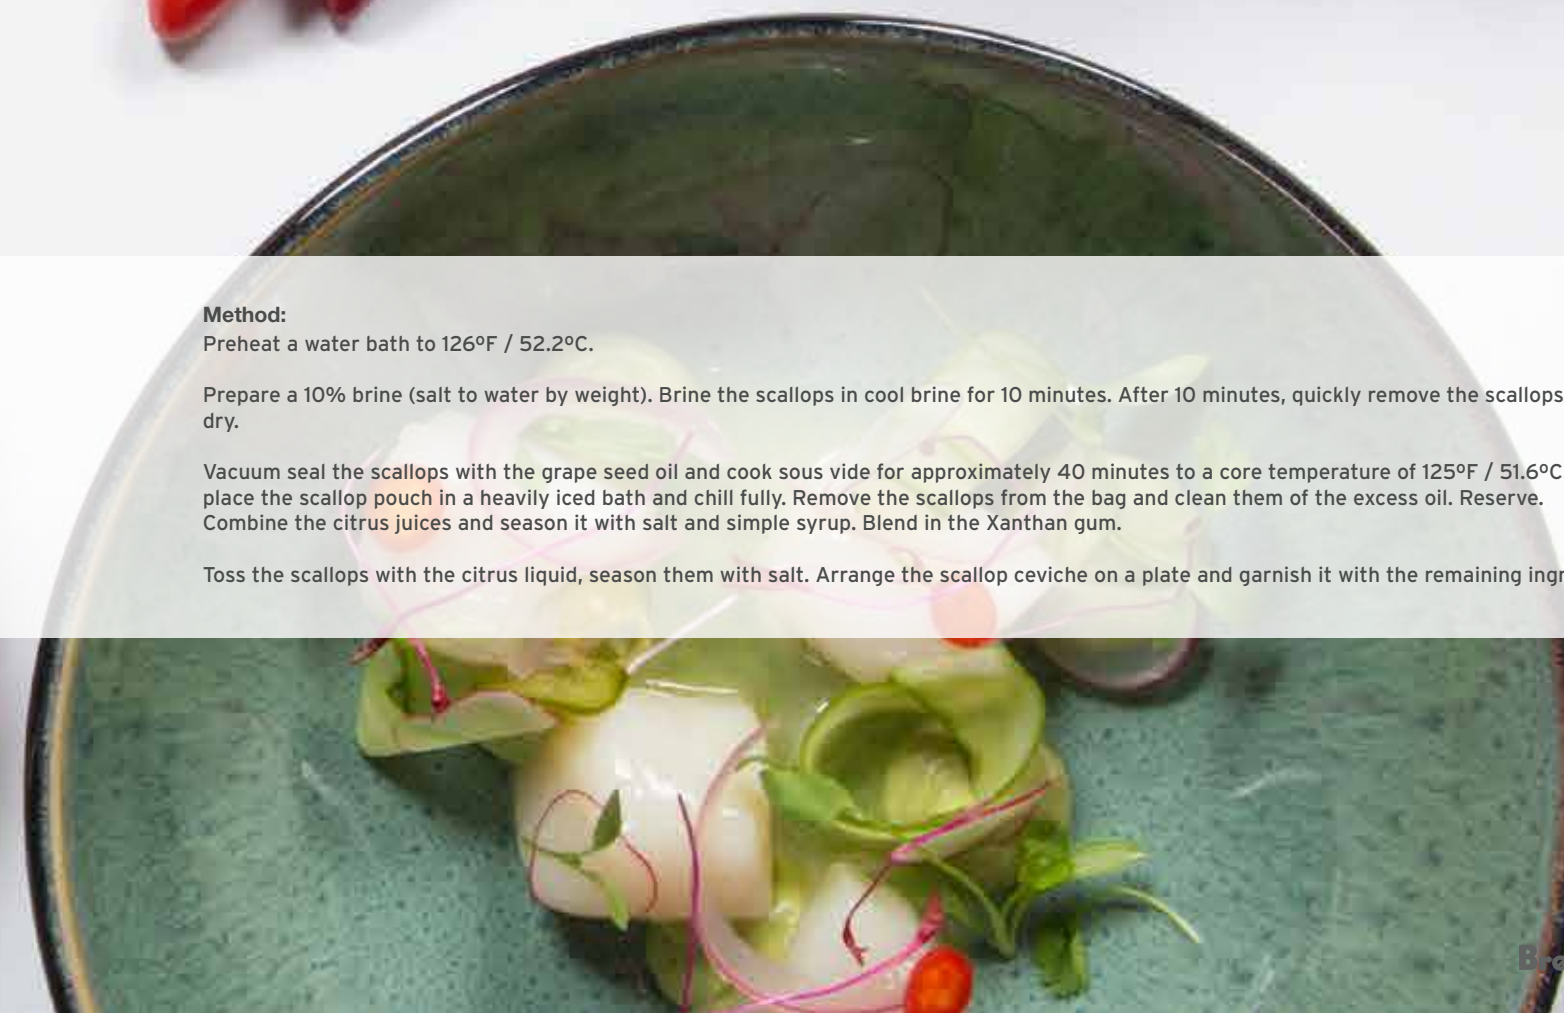 Method:
Preheat a water bath to 126ºF / 52.2ºC.
Prepare a 10% brine (salt to water by weight). Brine the scallops in cool brine for 10 minutes. After 10 minutes, quickly remove the scallops
dry.
Vacuum seal the scallops with the grape seed oil and cook sous vide for approximately 40 minutes to a core temperature of 125ºF / 51.6ºC
place the scallop pouch in a heavily iced bath and chill fully. Remove the scallops from the bag and clean them of the excess oil. Reserve.
Combine the citrus juices and season it with salt and simple syrup. Blend in the Xanthan gum.
Toss the scallops with the citrus liquid, season them with salt. Arrange the scallop ceviche on a plate and garnish it with the remaining